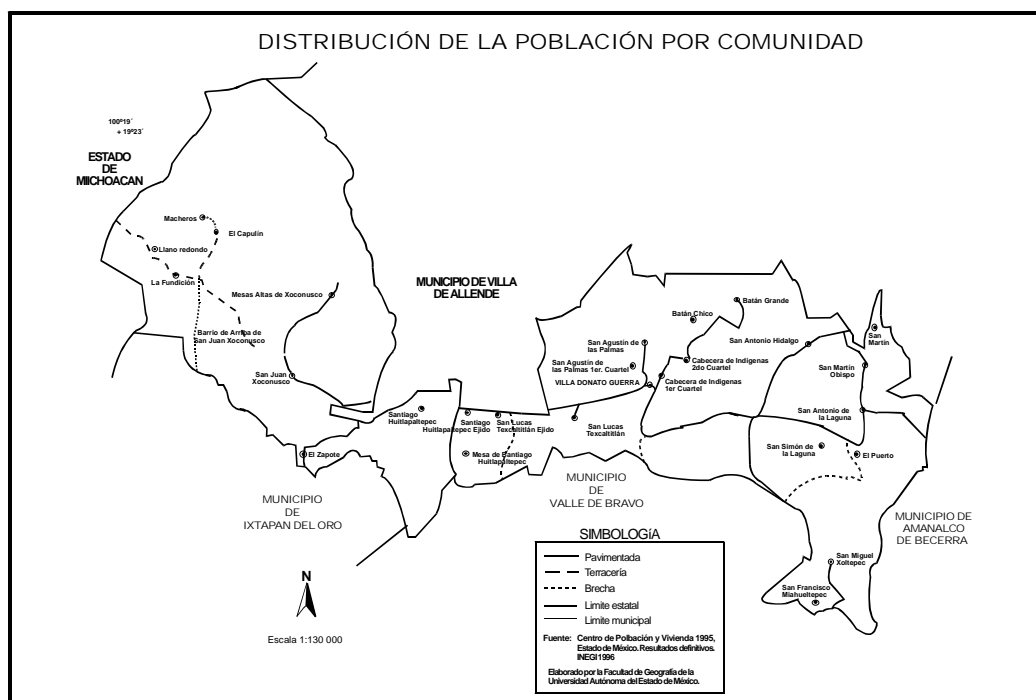 DISTRIBUCIÓN DE LA POBLACIÓN POR COMUNIDAD
100º19´
+ 19º23´
ESTADO
DE
MIICHOACAN
Macheros
El Capulín
Llano redondo
La Fundición
Mesas Altas de Xoconusco
Barrio de Arriba de
San Juan Xoconusco
San Juan
Xoconusco
MUNICIPIO DE VILLA
DE ALLENDE
Batán Grande
Batán Chico
San Agustín de
las Palmas
San Antonio Hidalgo
San
Martín
San Agustín de
las Palmas 1er. Cuartel
Cabecera de Indigenas
2do Cuartel
San Martín
Obispo
VILLA DONATO GUERRA
Cabecera de Indigenas
1er Cuartel
Santiago
Huitlapaltepec
Santiago
Huitlapaltepec Ejido
San Lucas
Texcaltitlán Ejido
San Lucas
Texcaltitlán
San Antonio de
la Laguna
El Zapote
Mesa de Santiago
Huitlapaltepec
San Simón de
la Laguna
El Puerto
MUNICIPIO
DE
IXTAPAN DEL ORO
MUNICIPIO
DE
VALLE DE BRAVO
MUNICIPIO DE
AMANALCO
DE BECERRA
San Miguel
Xoltepec
San Francisco
Miahueltepec
N
Escala 1:130 000
SIMBOLOGíA
Pavimentada
Terracería
Brecha
Limite estatal
Limite municipal
Fuente: Centro de Polbación y Vivienda 1995,
Estado de México. Resultados definitivos.
INEGI 1996
Elaborado por la Facultad de Geografía de la
Universidad Autónoma del Estado de México.